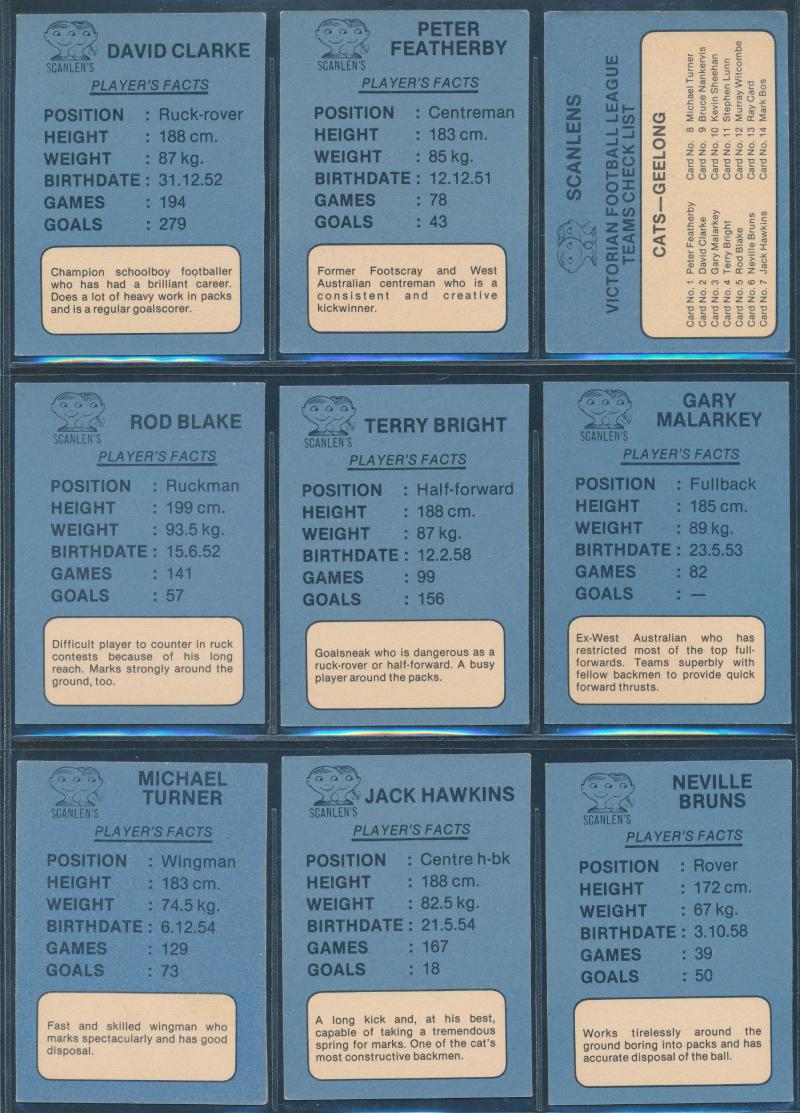 SCANLEN'S
DAVID CLARKE
PLAYER'S FACTS
POSITION : Ruck-rover
HEIGHT : 188 cm.
WEIGHT : 87 kg.
BIRTHDATE : 31.12.52
GAMES : 194
GOALS : 279
Champion schoolboy footballer
who has had a brilliant career.
Does a lot of heavy work in packs
and is a regular goalscorer.
SCANLEN'S
PETER
FEATHERBY
PLAYER'S FACTS
POSITION : Centreman
HEIGHT : 183 cm.
WEIGHT : 85 kg.
BIRTHDATE : 12.12.51
GAMES : 78
GOALS : 43
Former Footscray and West
Australian centreman who is a
consistent and creative
kickwinner.
SCANLENS
VICTORIAN FOOTBALL LEAGUE
TEAMS CHECK LIST
CATS—GEELONG
Card No. 1 Peter Featherby
Card No. 2 David Clarke
Card No. 3 Gary Malarkey
Card No. 4 Terry Bright
Card No. 5 Rod Blake
Card No. 6 Neville Bruns
Card No. 7 Jack Hawkins
Card No. 8 Michael Turner
Card No. 9 Bruce Nankervis
Card No. 10 Kevin Sheehan
Card No. 11 Stephen Lunn
Card No. 12 Murray Witcombe
Card No. 13 Ray Card
Card No. 14 Mark Bos
SCANLEN'S
ROD BLAKE
PLAYER'S FACTS
POSITION : Ruckman
HEIGHT : 199 cm.
WEIGHT : 93.5 kg.
BIRTHDATE : 15.6.52
GAMES : 141
GOALS : 57
Difficult player to counter in ruck
contests because of his long
reach. Marks strongly around the
ground, too.
SCANLEN'S
TERRY BRIGHT
PLAYER'S FACTS
POSITION : Half-forward
HEIGHT : 188 cm.
WEIGHT : 87 kg.
BIRTHDATE : 12.2.58
GAMES : 99
GOALS : 156
Goalsneak who is dangerous as a
ruck-rover or half-forward. A busy
player around the packs.
SCANLEN'S
GARY
MALARKEY
PLAYER'S FACTS
POSITION : Fullback
HEIGHT : 185 cm.
WEIGHT : 89 kg.
BIRTHDATE : 23.5.53
GAMES : 82
GOALS : —
Ex-West Australian who has
restricted most of the top full-
forwards. Teams superbly with
fellow backmen to provide quick
forward thrusts.
SCANLEN'S
MICHAEL
TURNER
PLAYER'S FACTS
POSITION : Wingman
HEIGHT : 183 cm.
WEIGHT : 74.5 kg.
BIRTHDATE : 6.12.54
GAMES : 129
GOALS : 73
Fast and skilled wingman who
marks spectacularly and has good
disposal.
SCANLEN'S
JACK HAWKINS
PLAYER'S FACTS
POSITION : Centre h-bk
HEIGHT : 188 cm.
WEIGHT : 82.5 kg.
BIRTHDATE : 21.5.54
GAMES : 167
GOALS : 18
A long kick and, at his best,
capable of taking a tremendous
spring for marks. One of the cat's
most constructive backmen.
SCANLEN'S
NEVILLE
BRUNS
PLAYER'S FACTS
POSITION : Rover
HEIGHT : 172 cm.
WEIGHT : 67 kg.
BIRTHDATE : 3.10.58
GAMES : 39
GOALS : 50
Works tirelessly around the
ground boring into packs and has
accurate disposal of the ball.